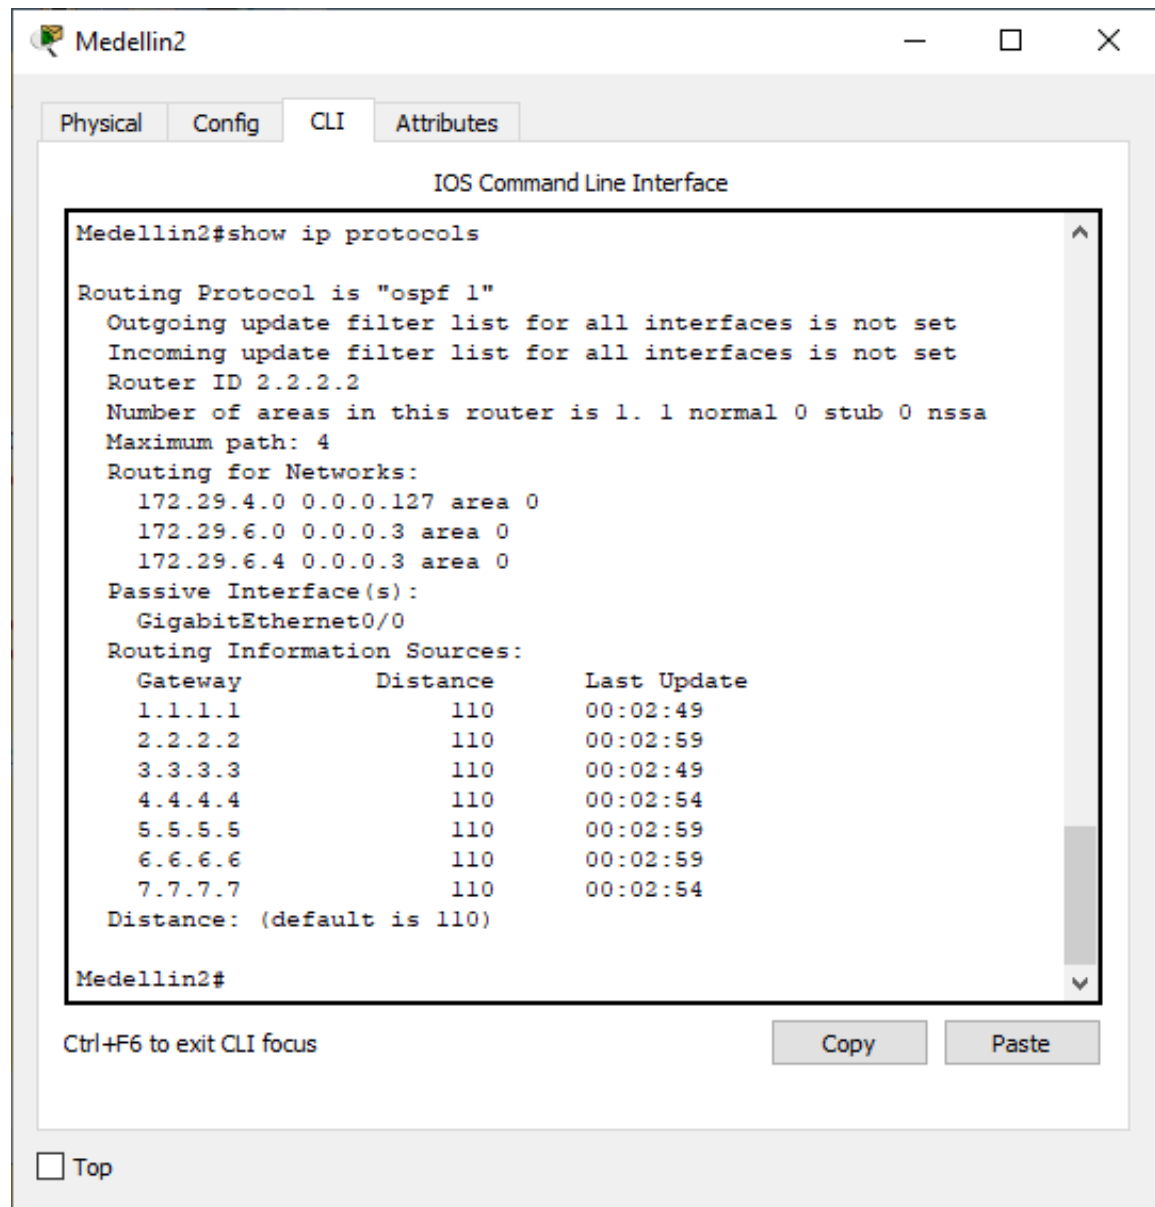 Medellin2
Physical Config CLI Attributes
IOS Command Line Interface
Medellin2#show ip protocols
Routing Protocol is "ospf 1"
Outgoing update filter list for all interfaces is not set
Incoming update filter list for all interfaces is not set
Router ID 2.2.2.2
Number of areas in this router is 1. 1 normal 0 stub 0 nssa
Maximum path: 4
Routing for Networks:
172.29.4.0 0.0.0.127 area 0
172.29.6.0 0.0.0.3 area 0
172.29.6.4 0.0.0.3 area 0
Passive Interface(s):
GigabitEthernet0/0
Routing Information Sources:
Gateway Distance Last Update
1.1.1.1 110 00:02:49
2.2.2.2 110 00:02:59
3.3.3.3 110 00:02:49
4.4.4.4 110 00:02:54
5.5.5.5 110 00:02:59
6.6.6.6 110 00:02:59
7.7.7.7 110 00:02:54
Distance: (default is 110)
Medellin2#
Ctrl+F6 to exit CLI focus
Copy Paste
Top